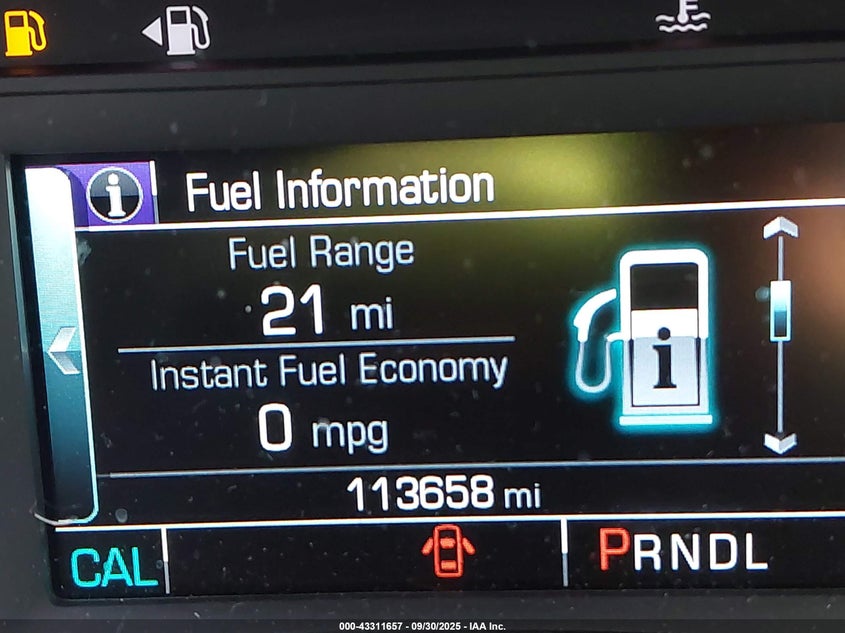 F
i Fuel Information
Fuel Range
21 mi
i
Instant Fuel Economy
0 mpg
113658 mi
CAL PRNDL
000-43311657 - 09/30/2025 - IAA Inc.